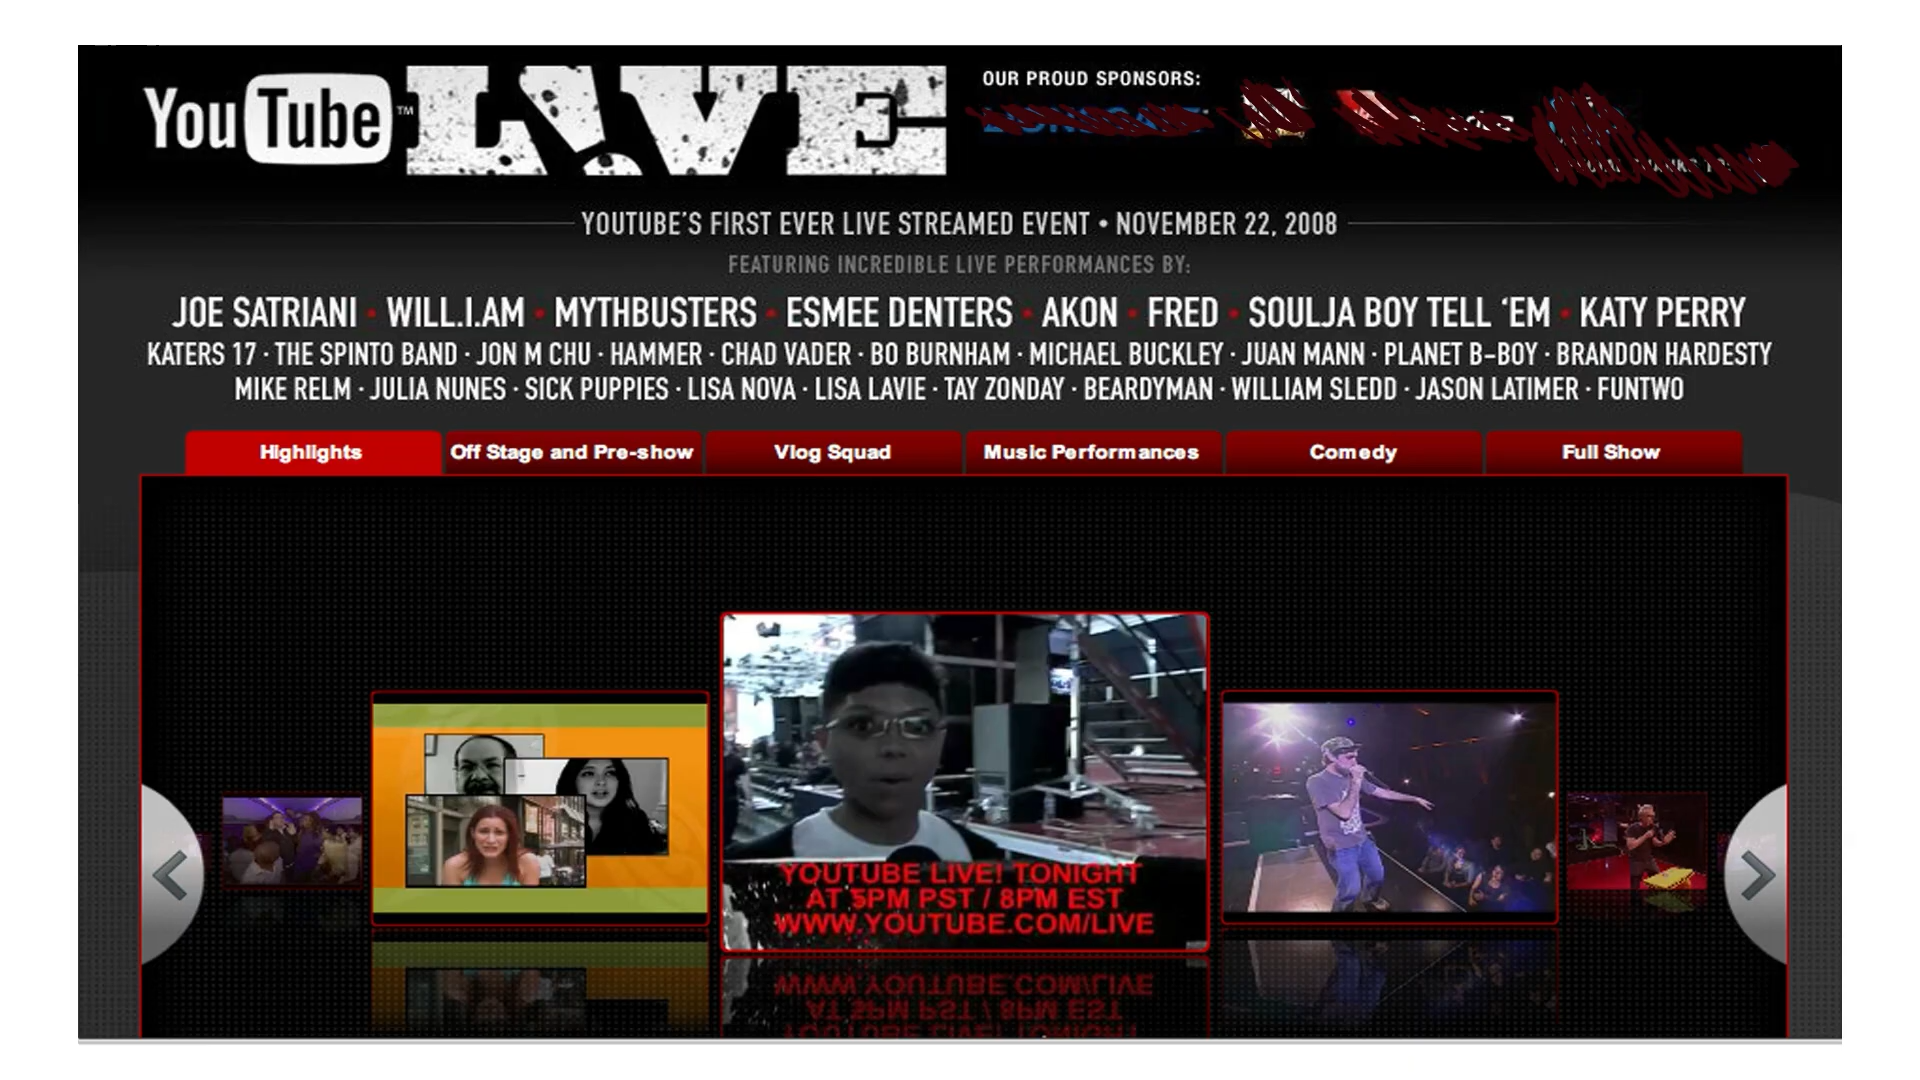 YouTube™ L!VE
OUR PROUD SPONSORS:
YOUTUBE'S FIRST EVER LIVE STREAMED EVENT • NOVEMBER 22, 2008
FEATURING INCREDIBLE LIVE PERFORMANCES BY:
JOE SATRIANI • WILL.I.AM • MYTHBUSTERS • ESMEE DENTERS • AKON • FRED • SOULJA BOY TELL ‘EM • KATY PERRY
KATERS 17 · THE SPINTO BAND · JON M CHU · HAMMER · CHAD VADER · BO BURNHAM · MICHAEL BUCKLEY · JUAN MANN · PLANET B-BOY · BRANDON HARDESTY
MIKE RELM · JULIA NUNES · SICK PUPPIES · LISA NOVA · LISA LAVIE · TAY ZONDAY · BEARDYMAN · WILLIAM SLEDD · JASON LATIMER · FUNTWO
Highlights Off Stage and Pre-show Vlog Squad Music Performances Comedy Full Show
YOUTUBE LIVE! TONIGHT
AT 5PM PST / 8PM EST
WWW.YOUTUBE.COM/LIVE